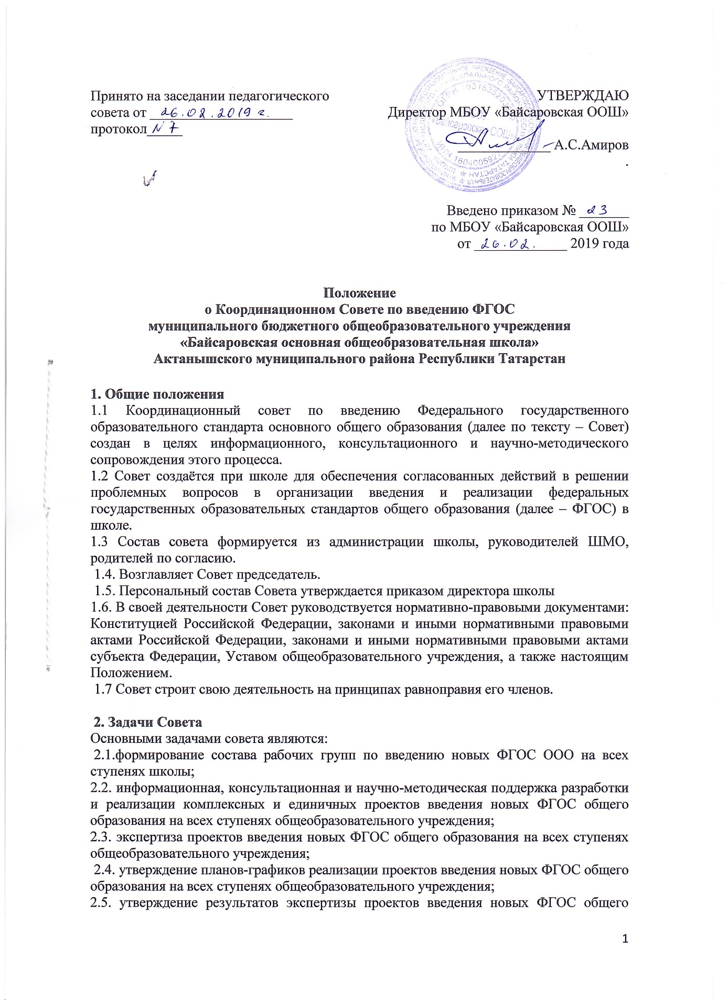 Принято на заседании педагогического
совета от 26.02.2019 г.
протокол N 7
УТВЕРЖДАЮ
Директор МБОУ «Байсаровская ООШ»
А.С.Амиров
.
«Байсаровская ООШ»
ИНН 1604005927
Введено приказом № 23
по МБОУ «Байсаровская ООШ»
от 26.02. 2019 года
Положение
о Координационном Совете по введению ФГОС
муниципального бюджетного общеобразовательного учреждения
«Байсаровская основная общеобразовательная школа»
Актанышского муниципального района Республики Татарстан
1. Общие положения
1.1 Координационный совет по введению Федерального государственного
образовательного стандарта основного общего образования (далее по тексту – Совет)
создан в целях информационного, консультационного и научно-методического
сопровождения этого процесса.
1.2 Совет создаётся при школе для обеспечения согласованных действий в решении
проблемных вопросов в организации введения и реализации федеральных
государственных образовательных стандартов общего образования (далее – ФГОС) в
школе.
1.3 Состав совета формируется из администрации школы, руководителей ШМО,
родителей по согласию.
1.4. Возглавляет Совет председатель.
1.5. Персональный состав Совета утверждается приказом директора школы
1.6. В своей деятельности Совет руководствуется нормативно-правовыми документами:
Конституцией Российской Федерации, законами и иными нормативными правовыми
актами Российской Федерации, законами и иными нормативными правовыми актами
субъекта Федерации, Уставом общеобразовательного учреждения, а также настоящим
Положением.
1.7 Совет строит свою деятельность на принципах равноправия его членов.
2. Задачи Совета
Основными задачами совета являются:
2.1.формирование состава рабочих групп по введению новых ФГОС ООО на всех
ступенях школы;
2.2. информационная, консультационная и научно-методическая поддержка разработки
и реализации комплексных и единичных проектов введения новых ФГОС общего
образования на всех ступенях общеобразовательного учреждения;
2.3. экспертиза проектов введения новых ФГОС общего образования на всех ступенях
общеобразовательного учреждения;
2.4. утверждение планов-графиков реализации проектов введения новых ФГОС общего
образования на всех ступенях общеобразовательного учреждения;
2.5. утверждение результатов экспертизы проектов введения новых ФГОС общего
1